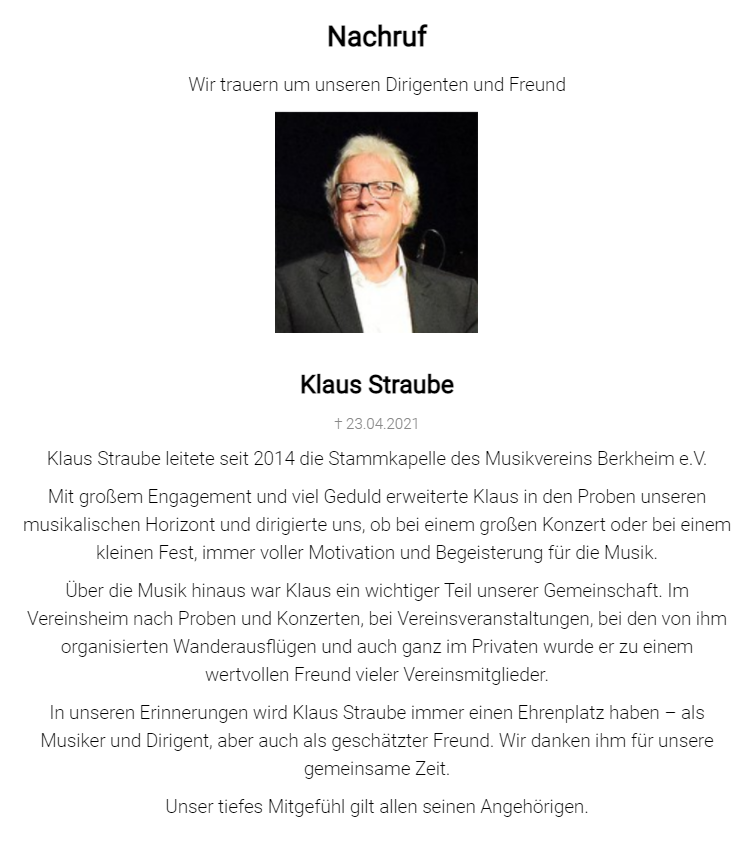 Nachruf
Wir trauern um unseren Dirigenten und Freund
Klaus Straube
† 23.04.2021
Klaus Straube leitete seit 2014 die Stammkapelle des Musikvereins Berkheim e.V.
Mit großem Engagement und viel Geduld erweiterte Klaus in den Proben unseren
musikalischen Horizont und dirigierte uns, ob bei einem großen Konzert oder bei einem
kleinen Fest, immer voller Motivation und Begeisterung für die Musik.
Über die Musik hinaus war Klaus ein wichtiger Teil unserer Gemeinschaft. Im
Vereinsheim nach Proben und Konzerten, bei Vereinsveranstaltungen, bei den von ihm
organisierten Wanderausflügen und auch ganz im Privaten wurde er zu einem
wertvollen Freund vieler Vereinsmitglieder.
In unseren Erinnerungen wird Klaus Straube immer einen Ehrenplatz haben – als
Musiker und Dirigent, aber auch als geschätzter Freund. Wir danken ihm für unsere
gemeinsame Zeit.
Unser tiefes Mitgefühl gilt allen seinen Angehörigen.